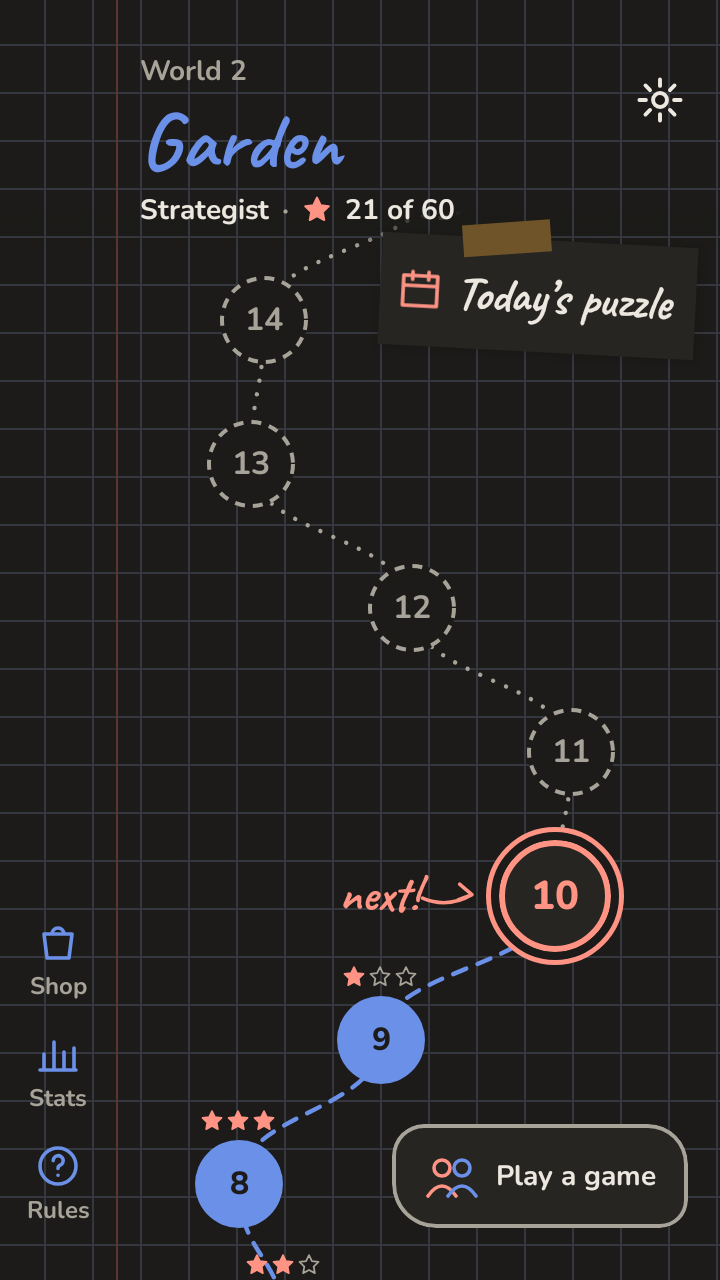 World 2
Garden
Strategist · 21 of 60
Today's puzzle
14
13
12
11
next!
10
9
8
Shop
Stats
Rules
Play a game